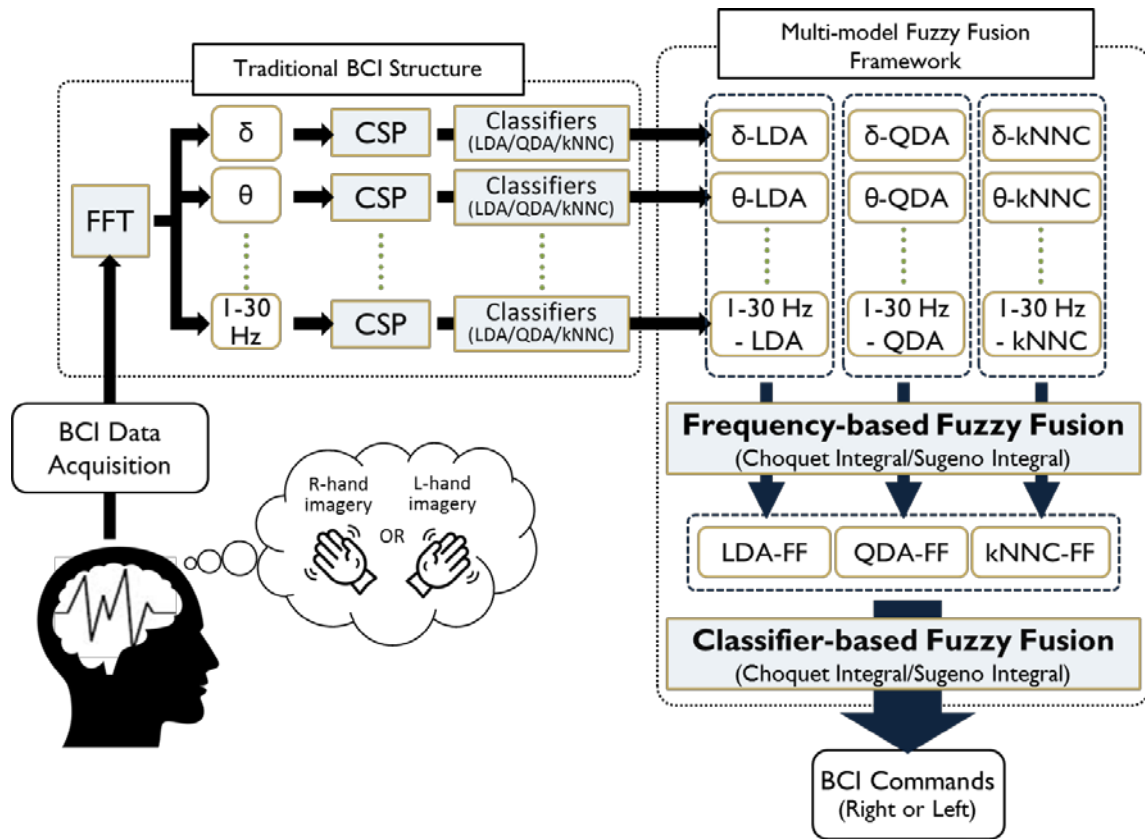 Multi-model Fuzzy Fusion
Framework
Traditional BCI Structure
δ
CSP
Classifiers
(LDA/QDA/kNNC)
δ-LDA
δ-QDA
δ-kNNC
θ
CSP
Classifiers
(LDA/QDA/kNNC)
θ-LDA
θ-QDA
θ-kNNC
FFT
1-30
Hz
CSP
Classifiers
(LDA/QDA/kNNC)
1-30 Hz
- LDA
1-30 Hz
- QDA
1-30 Hz
- kNNC
BCI Data
Acquisition
Frequency-based Fuzzy Fusion
(Choquet Integral/Sugeno Integral)
R-hand
imagery
OR
L-hand
imagery
LDA-FF
QDA-FF
kNNC-FF
Classifier-based Fuzzy Fusion
(Choquet Integral/Sugeno Integral)
BCI Commands
(Right or Left)